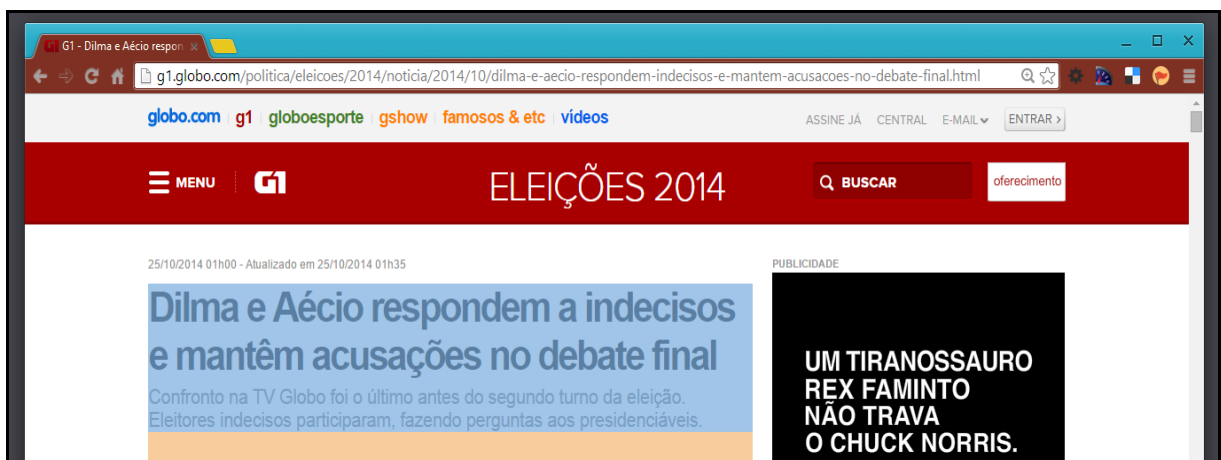 G1 - Dilma e Aécio respon
g1.globo.com/politica/eleicoes/2014/noticia/2014/10/dilma-e-aecio-respondem-indecisos-e-mantem-acusacoes-no-debate-final.html
globo.com g1 globoesporte gshow famosos & etc vídeos ASSINE JÁ CENTRAL E-MAIL ENTRAR >
MENU G1 ELEIÇÕES 2014 BUSCAR oferecimento
25/10/2014 01h00 - Atualizado em 25/10/2014 01h35
Dilma e Aécio respondem a indecisos
e mantêm acusações no debate final
Confronto na TV Globo foi o último antes do segundo turno da eleição.
Eleitores indecisos participaram, fazendo perguntas aos presidenciáveis.
PUBLICIDADE
UM TIRANOSSAURO
REX FAMINTO
NÃO TRAVA
O CHUCK NORRIS.